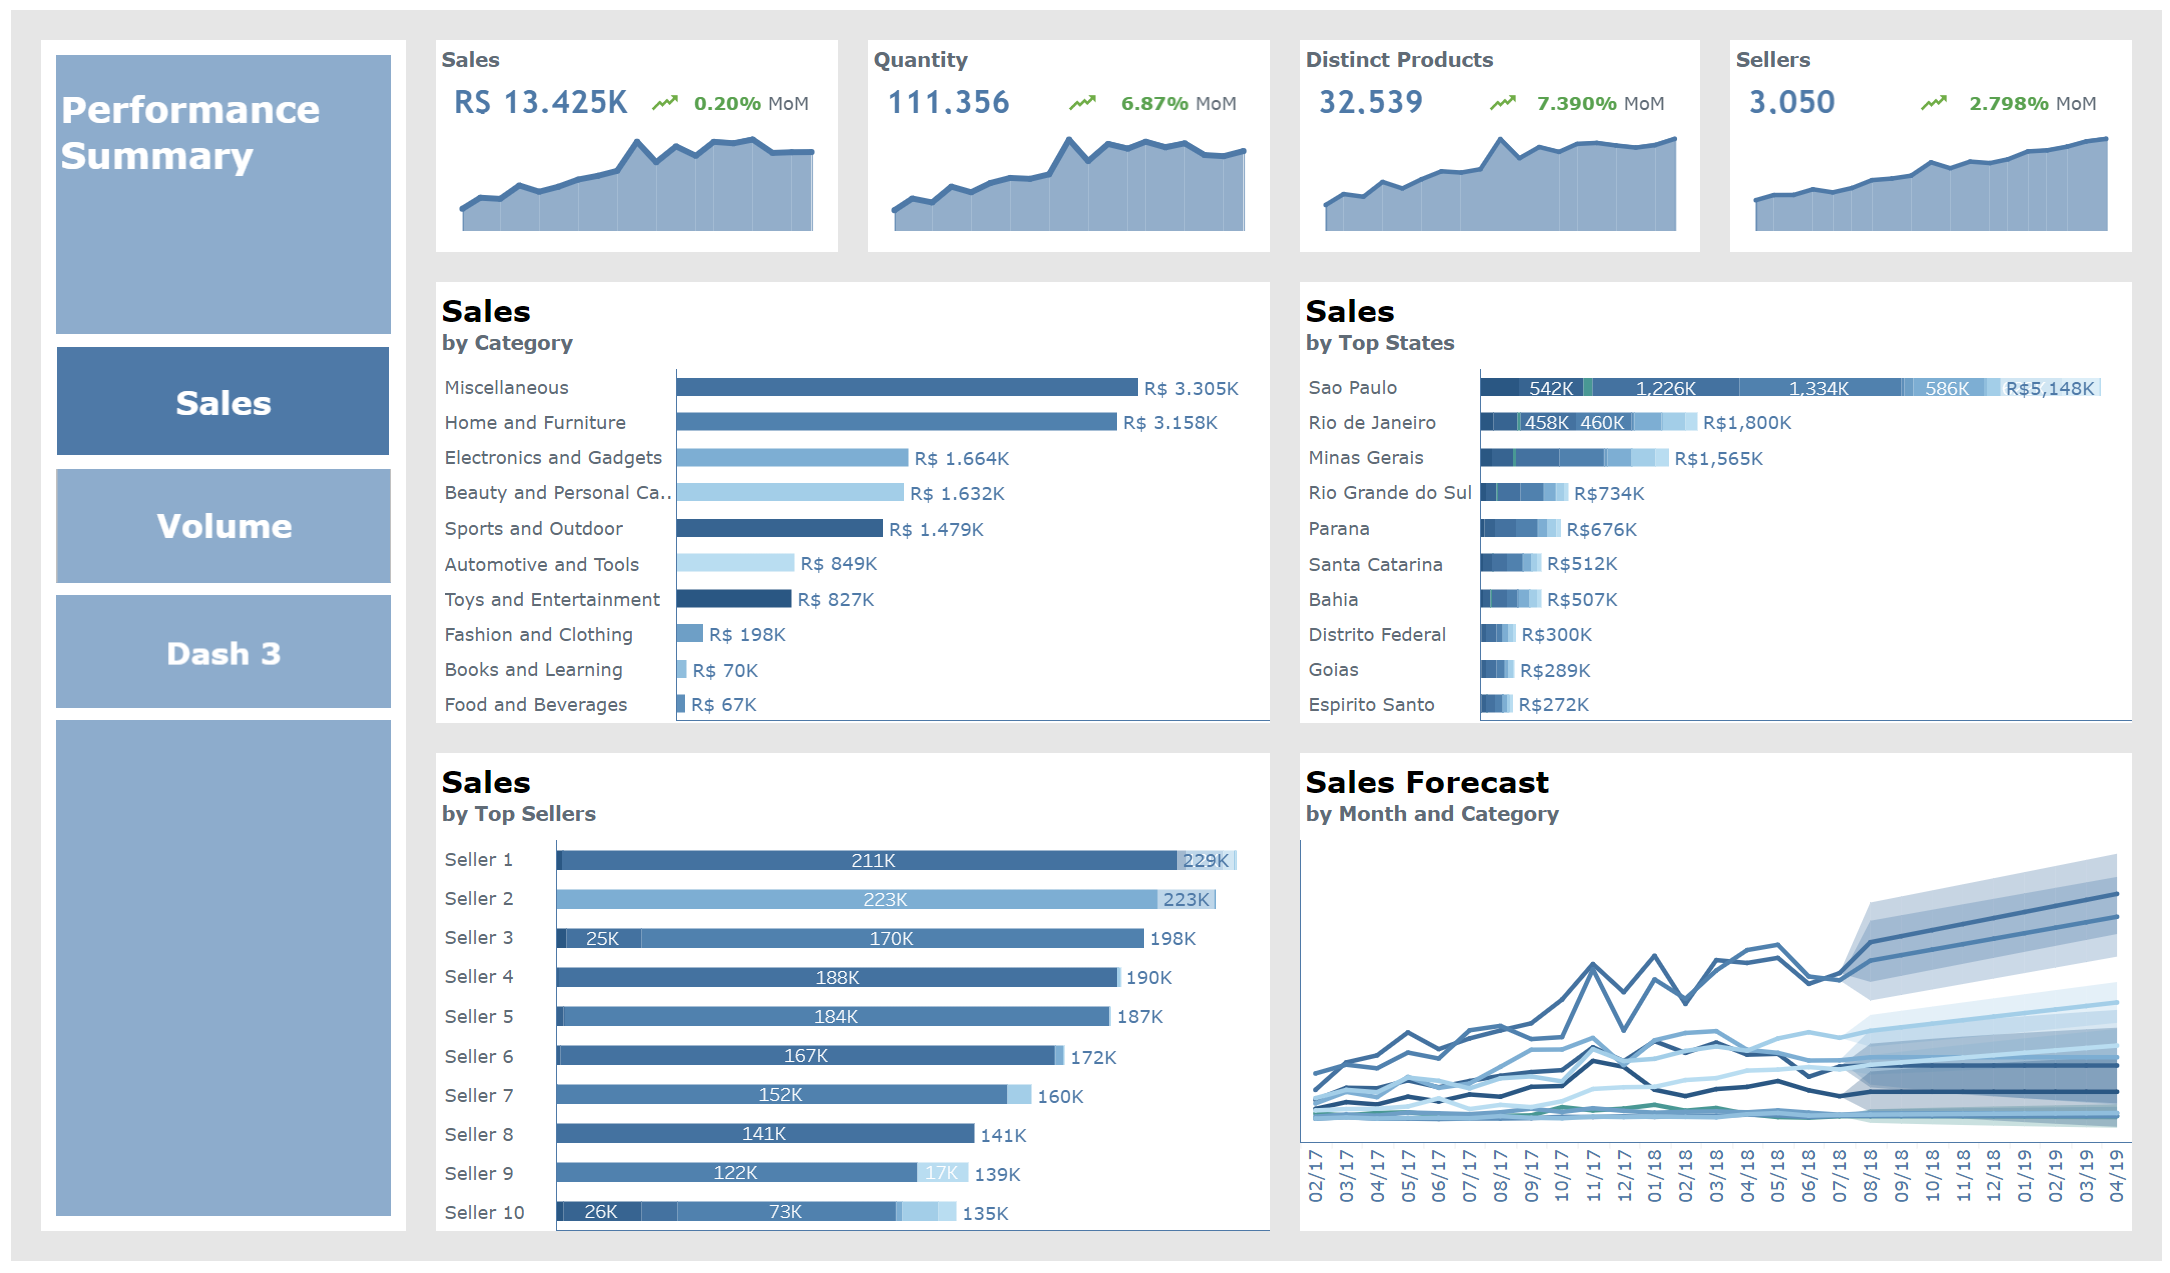 Performance
Summary
Sales
Volume
Dash 3
Sales
R$ 13.425K 0.20% MoM
Quantity
111,356 6.87% MoM
Distinct Products
32,539 7.390% MoM
Sellers
3,050 2.798% MoM
Sales
by Category
Miscellaneous R$ 3.305K
Home and Furniture R$ 3.158K
Electronics and Gadgets R$ 1.664K
Beauty and Personal Ca.. R$ 1.632K
Sports and Outdoor R$ 1.479K
Automotive and Tools R$ 849K
Toys and Entertainment R$ 827K
Fashion and Clothing R$ 198K
Books and Learning R$ 70K
Food and Beverages R$ 67K
Sales
by Top States
Sao Paulo 542K 1,226K 1,334K 586K R$5,148K
Rio de Janeiro 458K 460K R$1,800K
Minas Gerais R$1,565K
Rio Grande do Sul R$734K
Parana R$676K
Santa Catarina R$512K
Bahia R$507K
Distrito Federal R$300K
Goias R$289K
Espirito Santo R$272K
Sales
by Top Sellers
Seller 1 211K 229K
Seller 2 223K 223K
Seller 3 25K 170K 198K
Seller 4 188K 190K
Seller 5 184K 187K
Seller 6 167K 172K
Seller 7 152K 160K
Seller 8 141K 141K
Seller 9 122K 17K 139K
Seller 10 26K 73K 135K
Sales Forecast
by Month and Category
02/17 03/17 04/17 05/17 06/17 07/17 08/17 09/17 10/17 11/17 12/17 01/18 02/18 03/18 04/18 05/18 06/18 07/18 08/18 09/18 10/18 11/18 12/18 01/19 02/19 03/19 04/19